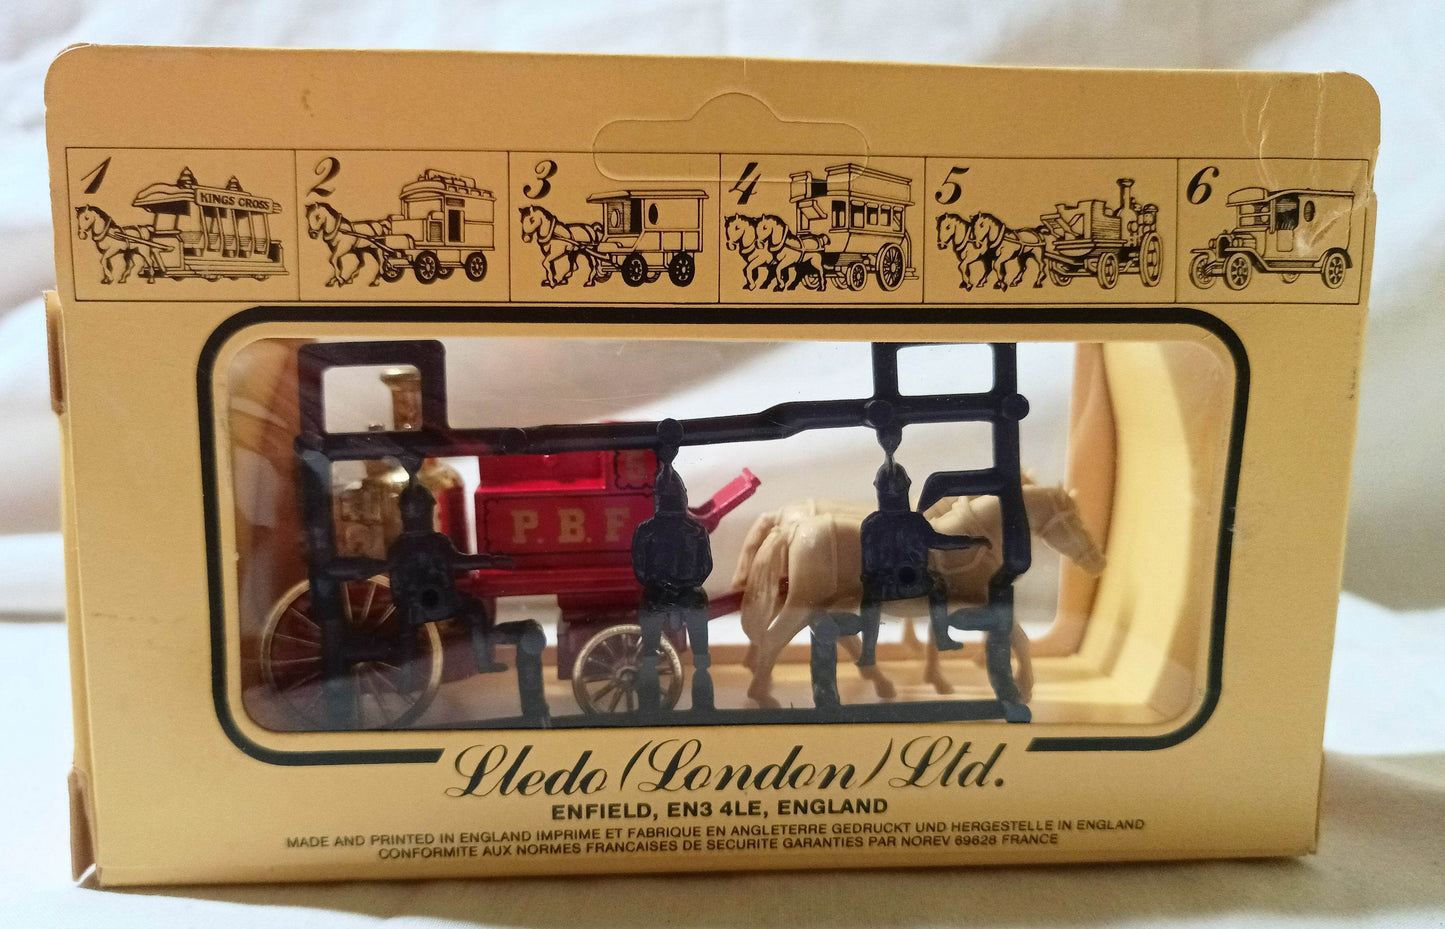 1 2 3 4 5 6
KINGS CROSS
P. B. F
Lledo (London) Ltd.
ENFIELD, EN3 4LE, ENGLAND
MADE AND PRINTED IN ENGLAND IMPRIME ET FABRIQUE EN ANGLETERRE GEDRUCKT UND HERGESTELLE IN ENGLAND
CONFORMITE AUX NORMES FRANCAISES DE SECURITE GARANTIES PAR NOREV 69628 FRANCE